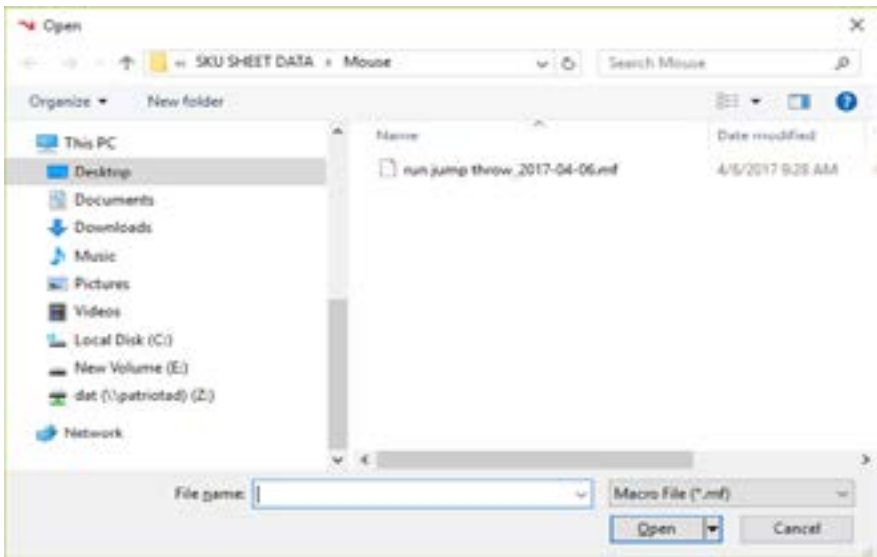 Open
« SKU SHEET DATA › Mouse
Search Mouse
Organize
New folder
Name
Date modified
run jump throw_2017-04-06.mf
4/6/2017 9:28 AM
This PC
Desktop
Documents
Downloads
Music
Pictures
Videos
Local Disk (C:)
New Volume (E:)
dat (\\patriotad) (Z:)
Network
File name:
Macro File (*.mf)
Open
Cancel